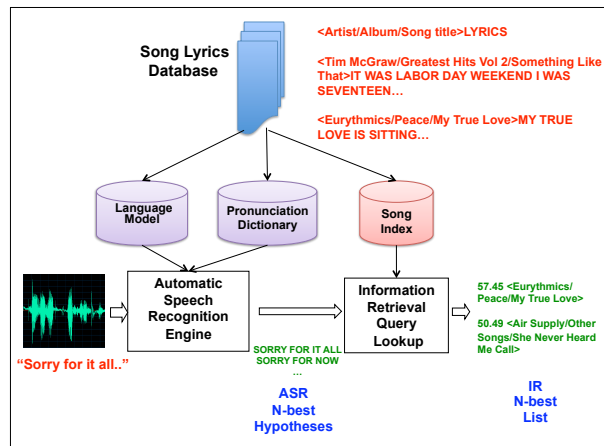 Song Lyrics
Database
<Artist/Album/Song title>LYRICS
<Tim McGraw/Greatest Hits Vol 2/Something Like
That>IT WAS LABOR DAY WEEKEND I WAS
SEVENTEEN…
<Eurythmics/Peace/My True Love>MY TRUE
LOVE IS SITTING…
Language
Model
Pronunciation
Dictionary
Song
Index
Automatic
Speech
Recognition
Engine
Information
Retrieval
Query
Lookup
57.45 <Eurythmics/
Peace/My True Love>
50.49 <Air Supply/Other
Songs/She Never Heard
Me Call>
“Sorry for it all..”
SORRY FOR IT ALL
SORRY FOR NOW
…
ASR
N-best
Hypotheses
IR
N-best
List